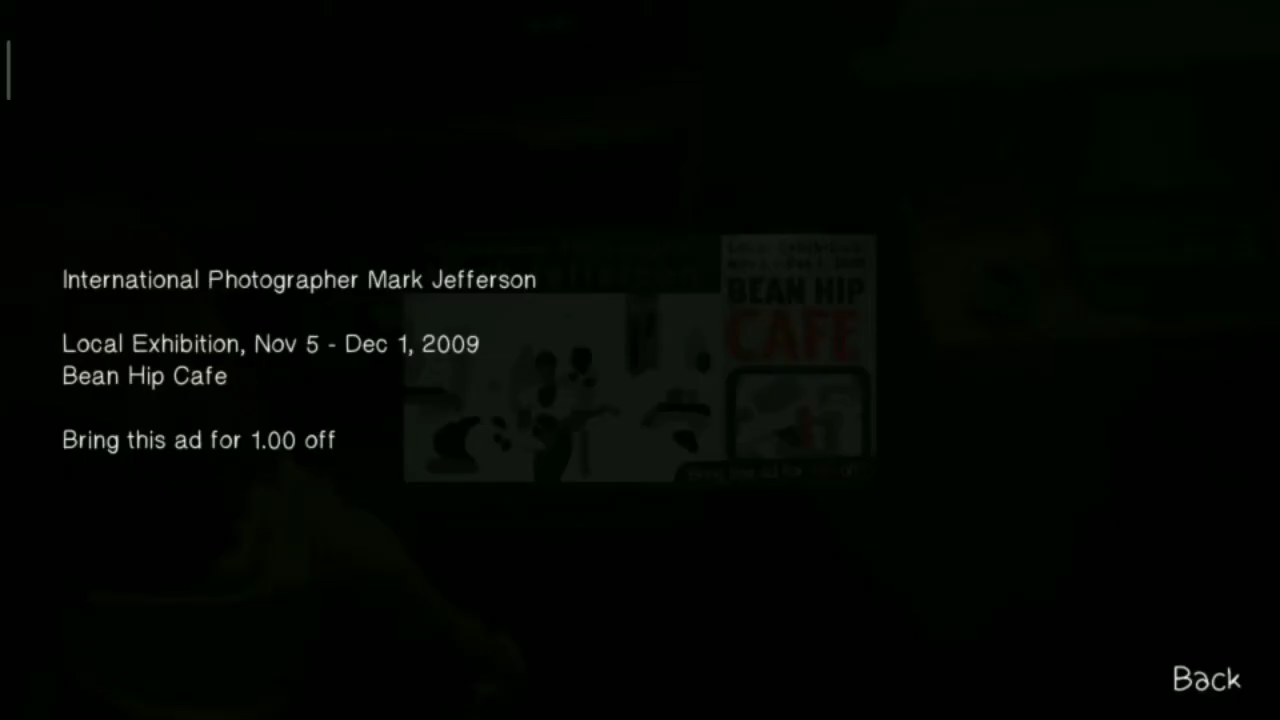 International Photographer Mark Jefferson
Local Exhibition, Nov 5 - Dec 1, 2009
Bean Hip Cafe
Bring this ad for 1.00 off
BEAN HIP
CAFE
Back